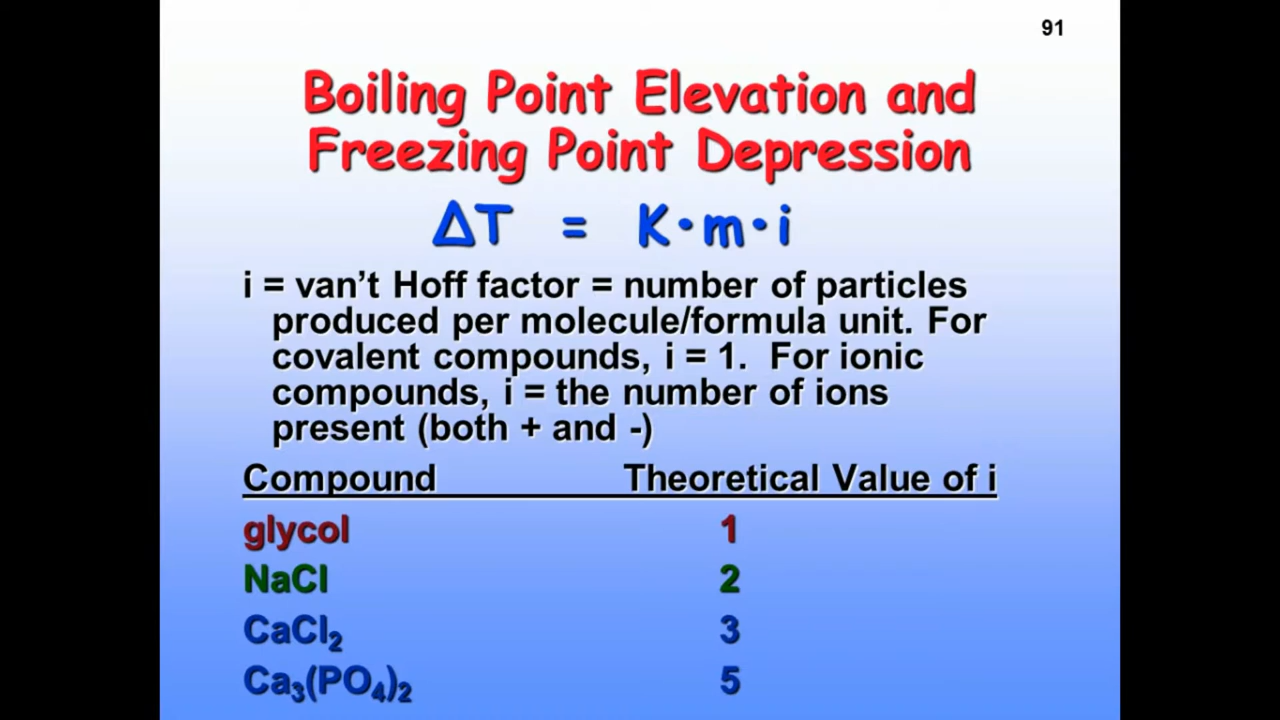 91
Boiling Point Elevation and
Freezing Point Depression
∆T = K•m•i
i = van’t Hoff factor = number of particles
produced per molecule/formula unit. For
covalent compounds, i = 1. For ionic
compounds, i = the number of ions
present (both + and -)
Compound Theoretical Value of i
glycol 1
NaCl 2
CaCl₂ 3
Ca₃(PO₄)₂ 5